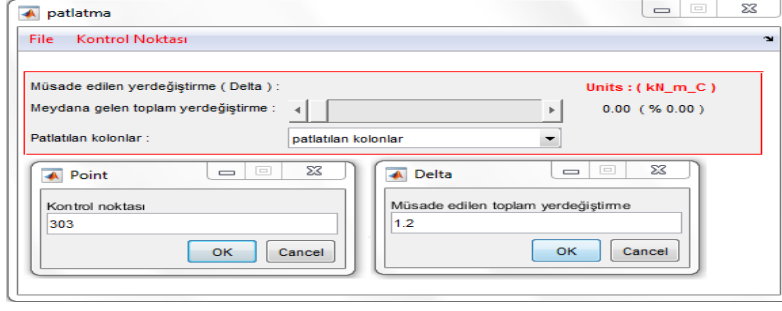 patlatma
File Kontrol Noktası
Müsade edilen yerdeğiştirme ( Delta ) : Units : ( kN_m_C )
Meydana gelen toplam yerdeğiştirme : 0.00 ( % 0.00 )
Patlatılan kolonlar : patlatılan kolonlar
Point
Kontrol noktası
303
OK Cancel
Delta
Müsade edilen toplam yerdeğiştirme
1.2
OK Cancel